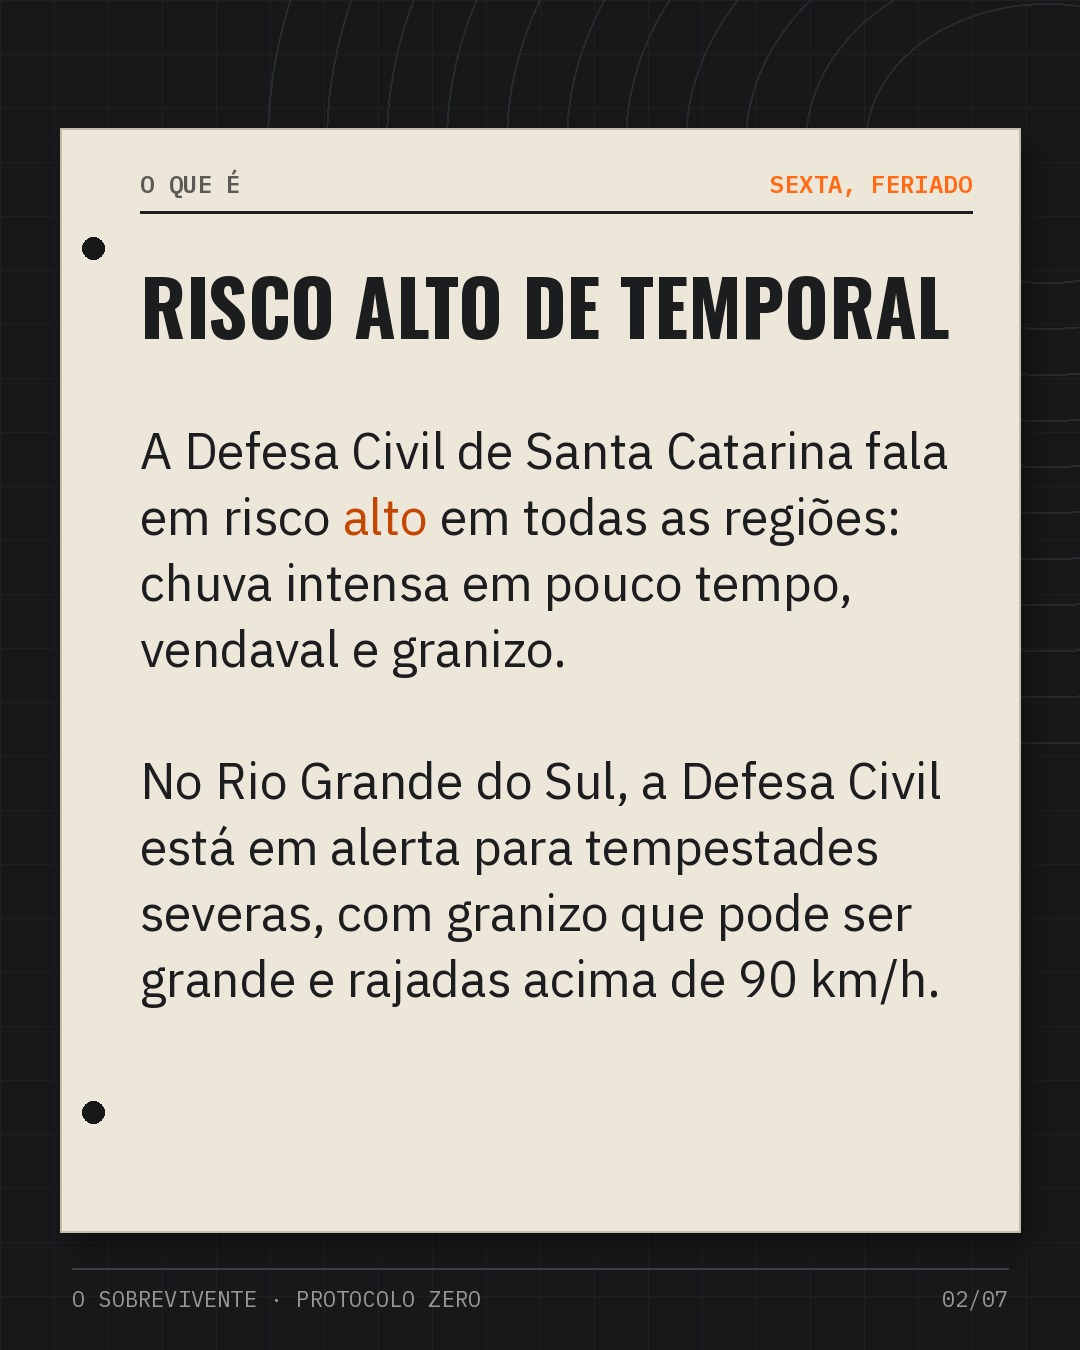 O QUE É
SEXTA, FERIADO
RISCO ALTO DE TEMPORAL
A Defesa Civil de Santa Catarina fala
em risco alto em todas as regiões:
chuva intensa em pouco tempo,
vendaval e granizo.
No Rio Grande do Sul, a Defesa Civil
está em alerta para tempestades
severas, com granizo que pode ser
grande e rajadas acima de 90 km/h.
O SOBREVIVENTE · PROTOCOLO ZERO
02/07